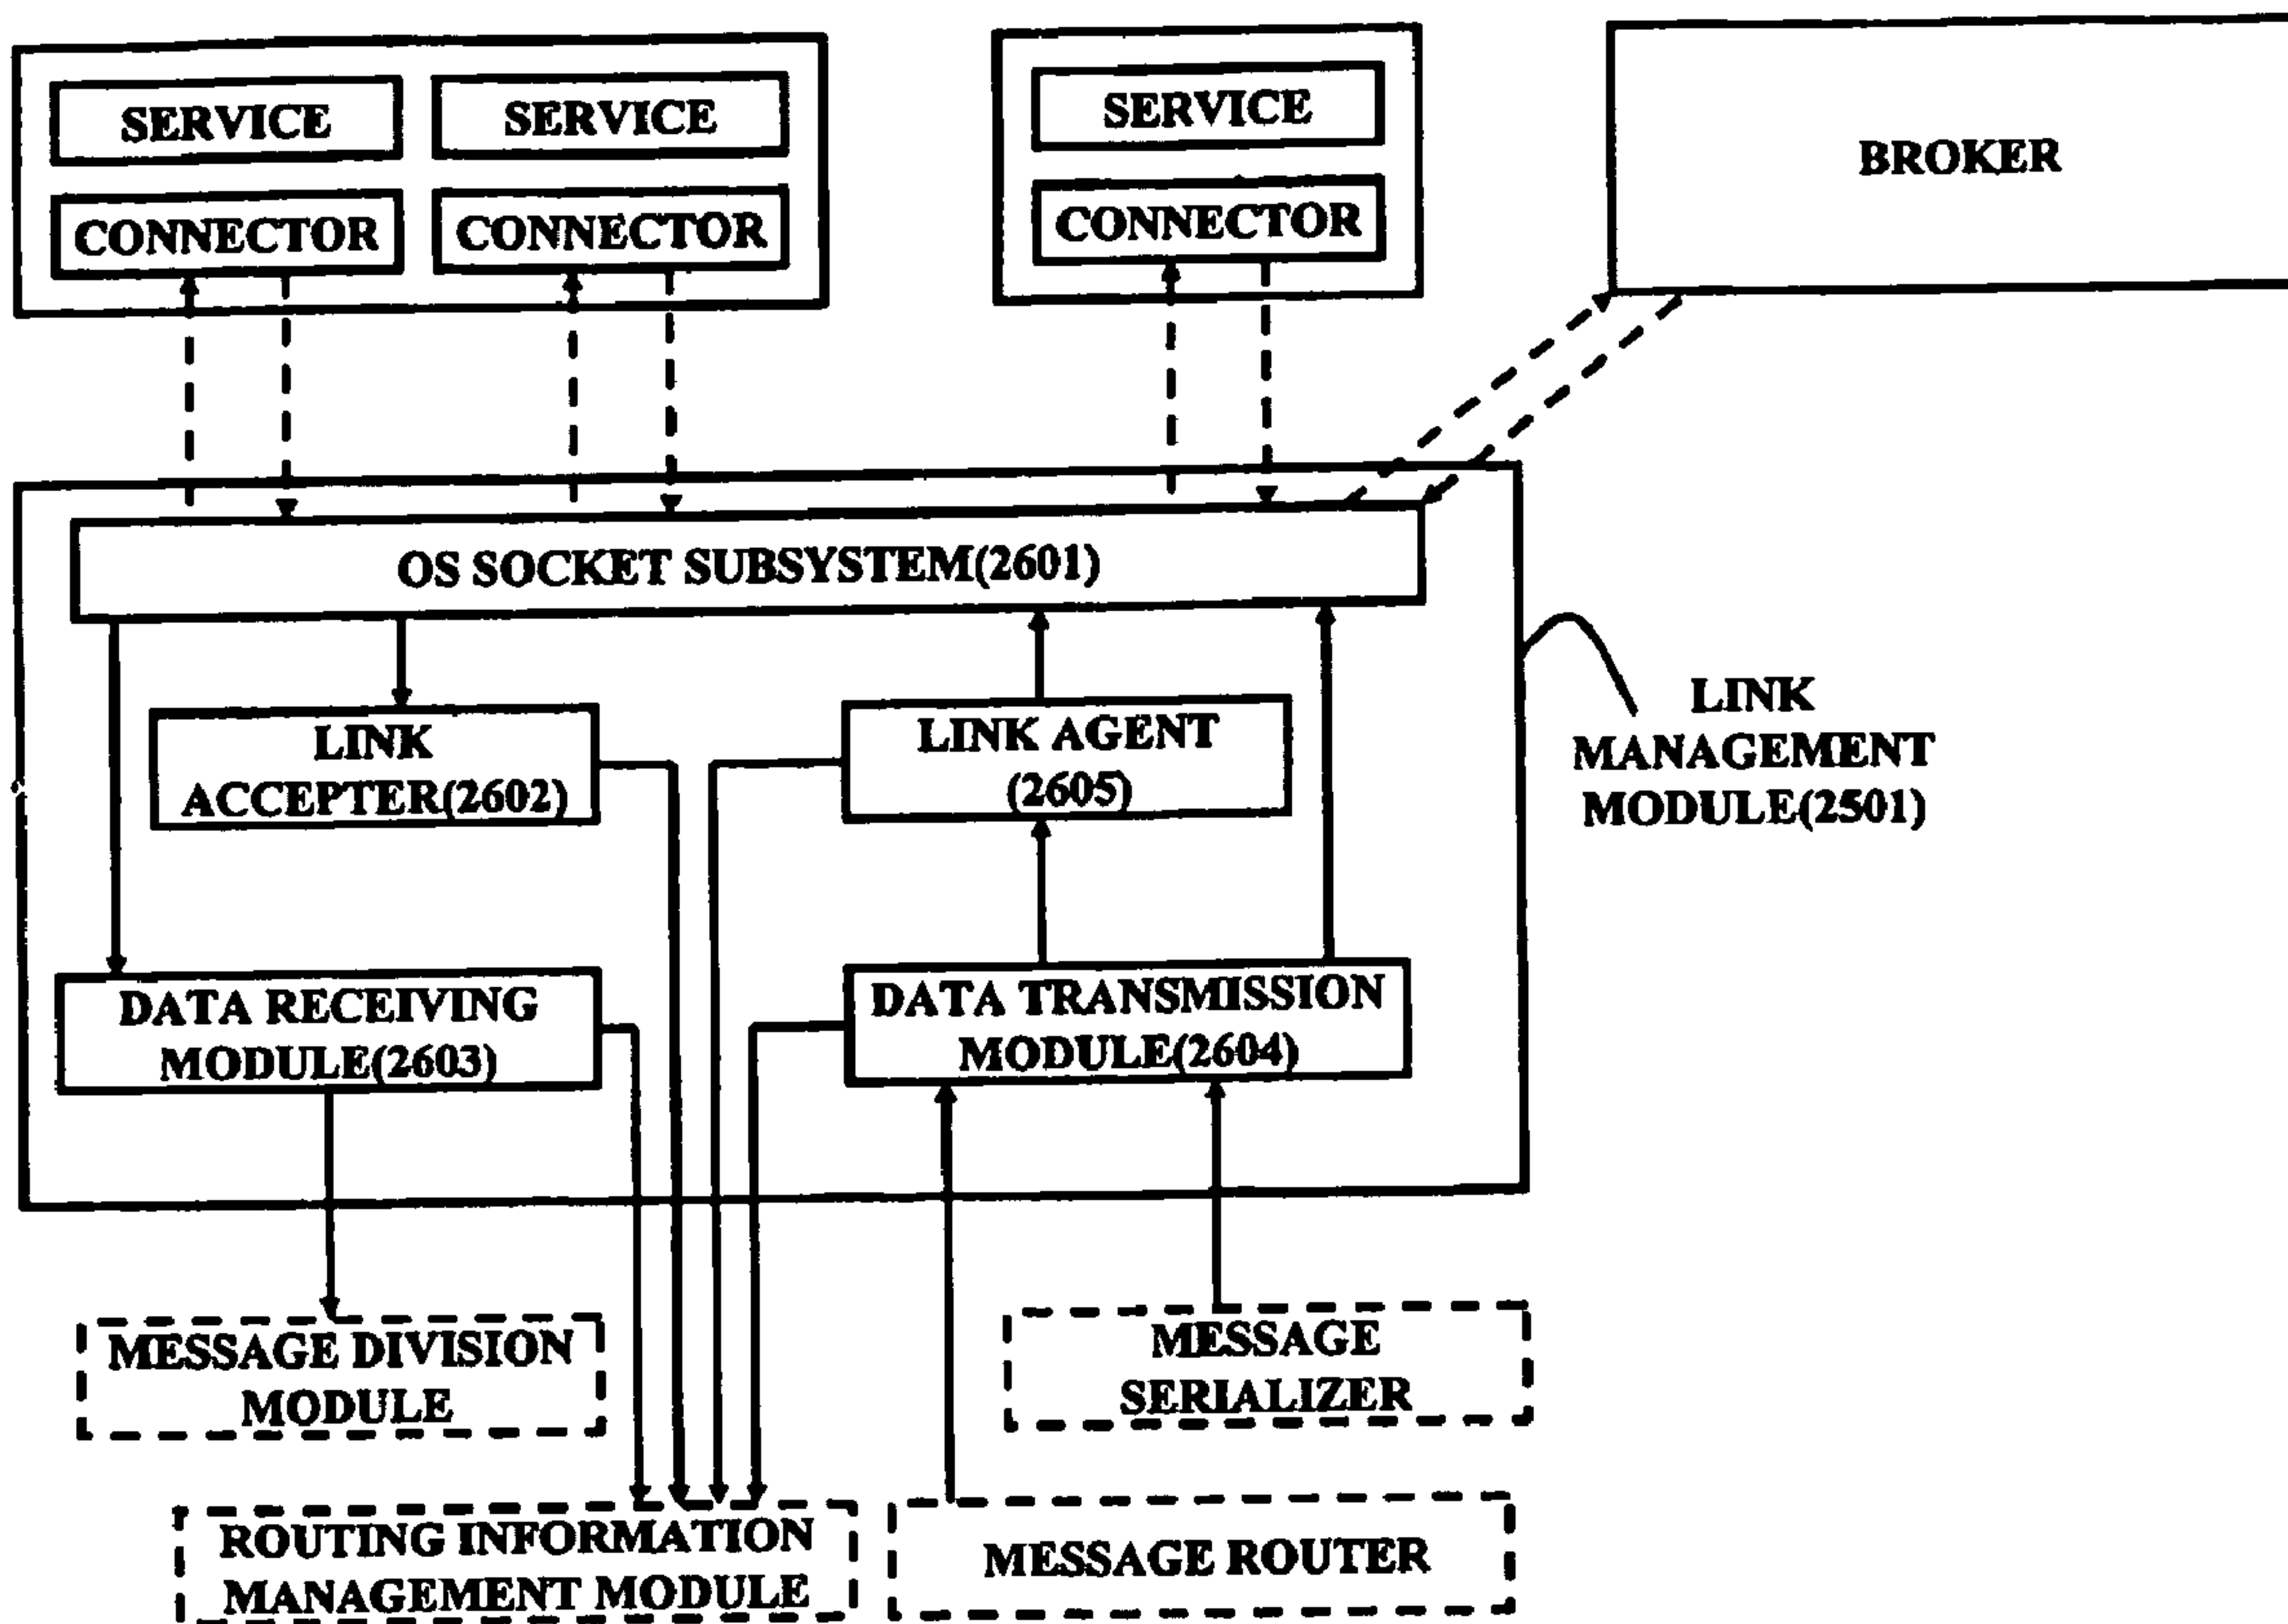 SERVICE
SERVICE
CONNECTOR
CONNECTOR
SERVICE
CONNECTOR
BROKER
OS SOCKET SUBSYSTEM(2601)
LINK
ACCEPTER(2602)
LINK AGENT
(2605)
LINK
MANAGEMENT
MODULE(2501)
DATA RECEIVING
MODULE(2603)
DATA TRANSMISSION
MODULE(2604)
MESSAGE DIVISION
MODULE
MESSAGE
SERIALIZER
ROUTING INFORMATION
MANAGEMENT MODULE
MESSAGE ROUTER